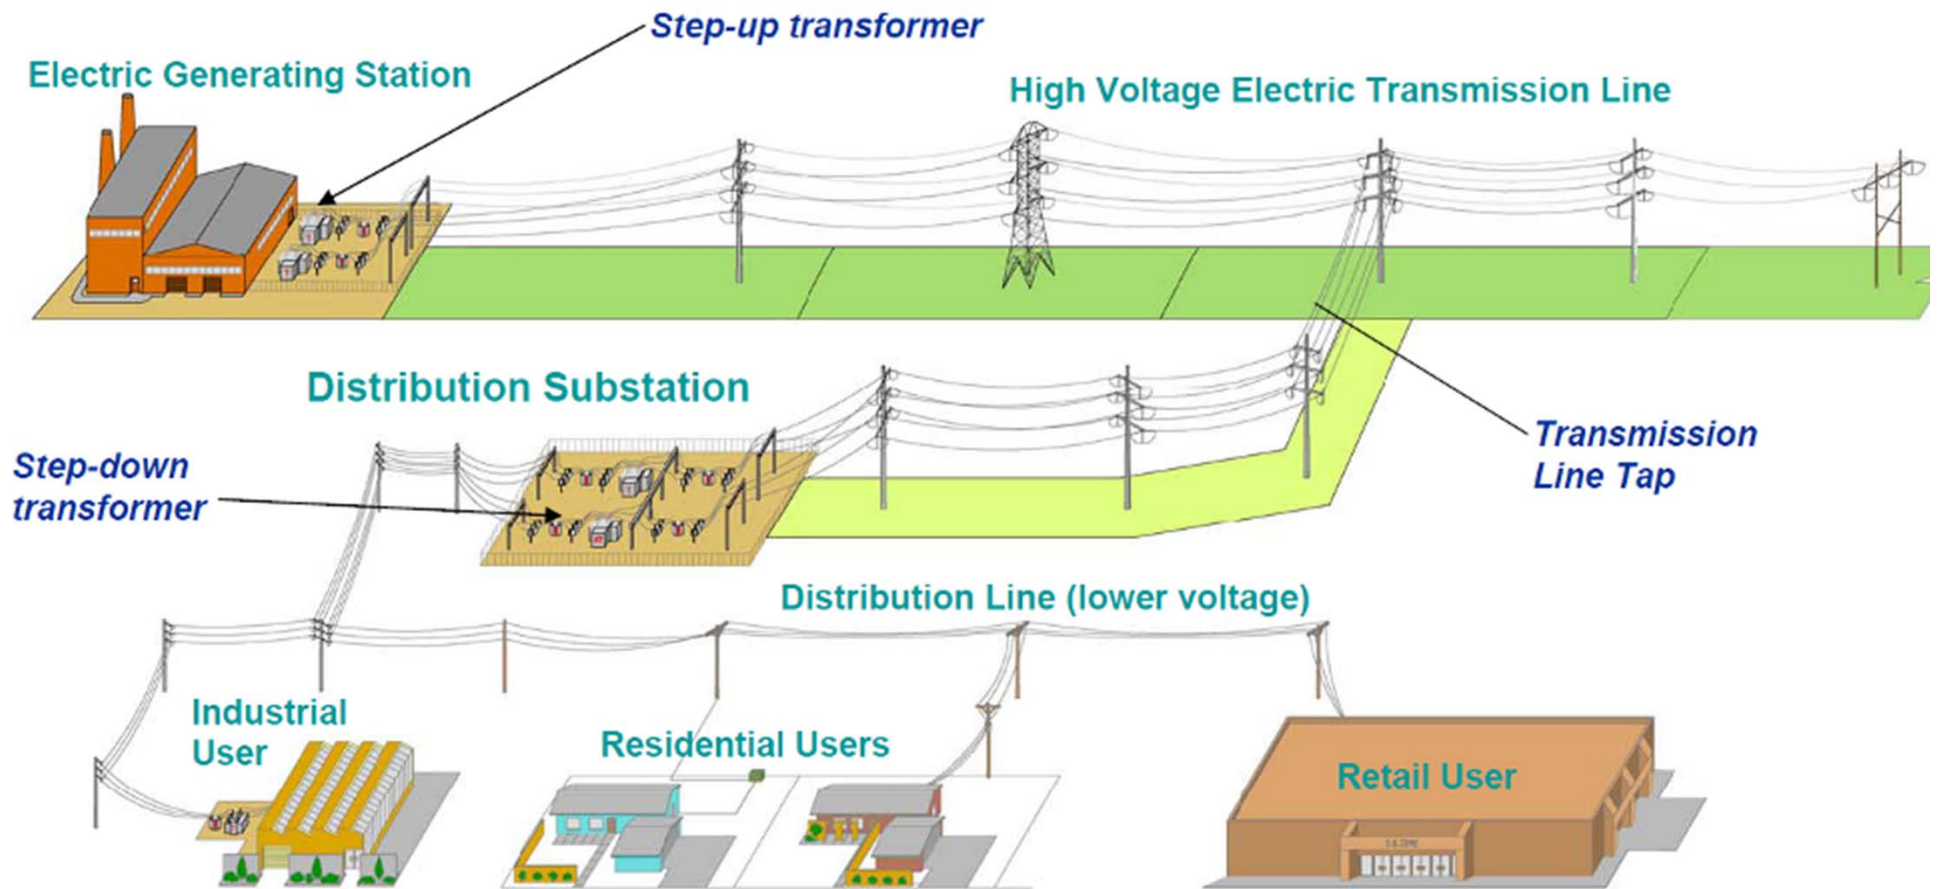 Step-up transformer
Electric Generating Station
High Voltage Electric Transmission Line
Distribution Substation
Transmission
Line Tap
Step-down
transformer
Distribution Line (lower voltage)
Industrial
User
Residential Users
Retail User